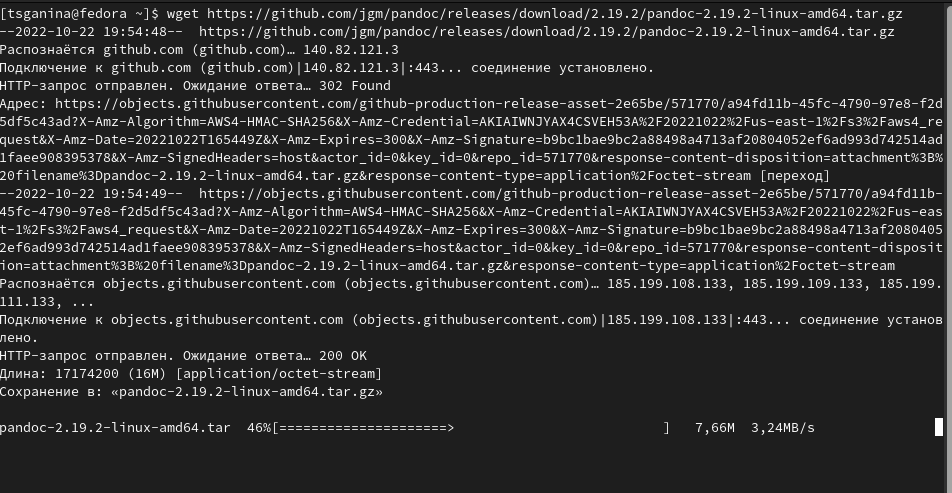 [tsganina@fedora ~]$ wget https://github.com/jgm/pandoc/releases/download/2.19.2/pandoc-2.19.2-linux-amd64.tar.gz
--2022-10-22 19:54:48--  https://github.com/jgm/pandoc/releases/download/2.19.2/pandoc-2.19.2-linux-amd64.tar.gz
Распознаётся github.com (github.com)… 140.82.121.3
Подключение к github.com (github.com)|140.82.121.3|:443... соединение установлено.
HTTP-запрос отправлен. Ожидание ответа… 302 Found
Адрес: https://objects.githubusercontent.com/github-production-release-asset-2e65be/571770/a94fd11b-45fc-4790-97e8-f2d
5df5c43ad?X-Amz-Algorithm=AWS4-HMAC-SHA256&X-Amz-Credential=AKIAIWNJYAX4CSVEH53A%2F20221022%2Fus-east-1%2Fs3%2Faws4_re
quest&X-Amz-Date=20221022T165449Z&X-Amz-Expires=300&X-Amz-Signature=b9bc1bae9bc2a88498a4713af20804052ef6ad993d742514ad
1faee908395378&X-Amz-SignedHeaders=host&actor_id=0&key_id=0&repo_id=571770&response-content-disposition=attachment%3B%
20filename%3Dpandoc-2.19.2-linux-amd64.tar.gz&response-content-type=application%2Foctet-stream [переход]
--2022-10-22 19:54:49--  https://objects.githubusercontent.com/github-production-release-asset-2e65be/571770/a94fd11b-
45fc-4790-97e8-f2d5df5c43ad?X-Amz-Algorithm=AWS4-HMAC-SHA256&X-Amz-Credential=AKIAIWNJYAX4CSVEH53A%2F20221022%2Fus-eas
t-1%2Fs3%2Faws4_request&X-Amz-Date=20221022T165449Z&X-Amz-Expires=300&X-Amz-Signature=b9bc1bae9bc2a88498a4713af2080405
2ef6ad993d742514ad1faee908395378&X-Amz-SignedHeaders=host&actor_id=0&key_id=0&repo_id=571770&response-content-disposit
ion=attachment%3B%20filename%3Dpandoc-2.19.2-linux-amd64.tar.gz&response-content-type=application%2Foctet-stream
Распознаётся objects.githubusercontent.com (objects.githubusercontent.com)… 185.199.108.133, 185.199.109.133, 185.199.
111.133, ...
Подключение к objects.githubusercontent.com (objects.githubusercontent.com)|185.199.108.133|:443... соединение установ
лено.
HTTP-запрос отправлен. Ожидание ответа… 200 OK
Длина: 17174200 (16M) [application/octet-stream]
Сохранение в: «pandoc-2.19.2-linux-amd64.tar.gz»
pandoc-2.19.2-linux-amd64.tar  46%[=====================>                          ]   7,66M  3,24MB/s